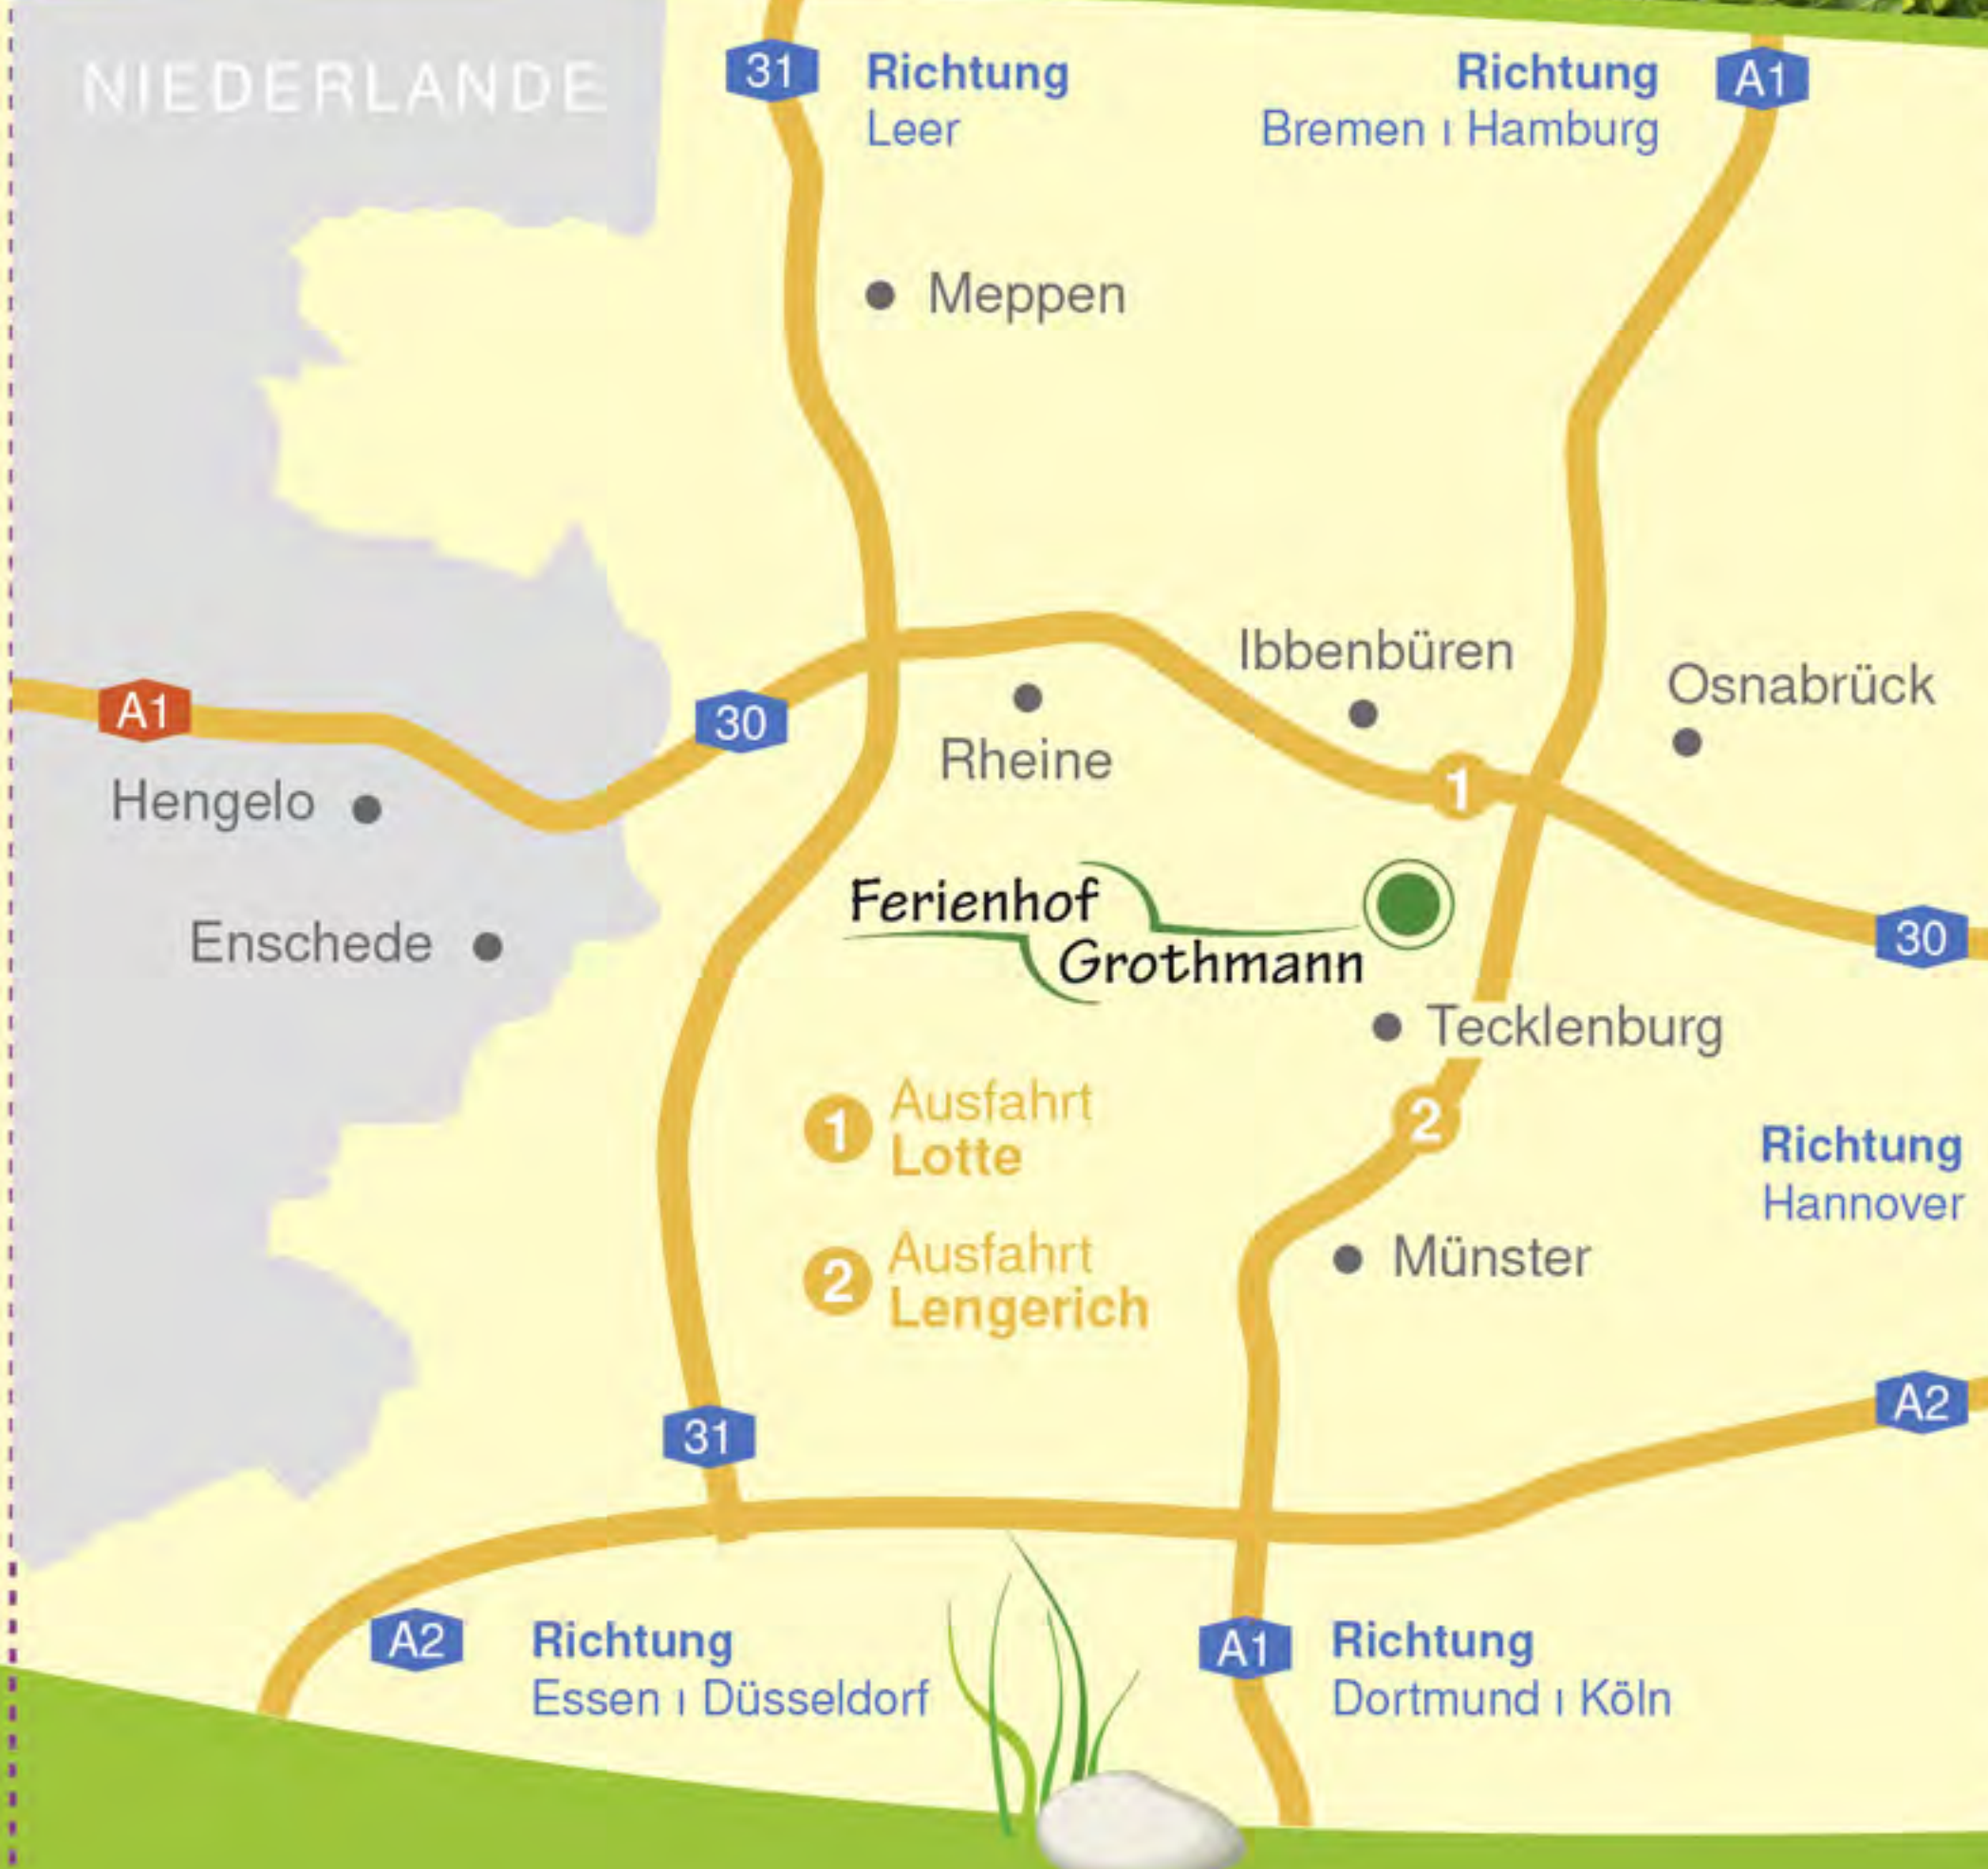 NIEDERLANDE
31
Richtung
Leer
Richtung
Bremen ı Hamburg
A1
Meppen
Ibbenbüren
Osnabrück
A1
30
Rheine
1
Hengelo
Enschede
Ferienhof
Grothmann
30
Tecklenburg
1 Ausfahrt
Lotte
2
Richtung
Hannover
2 Ausfahrt
Lengerich
Münster
A2
31
A2
Richtung
Essen ı Düsseldorf
A1
Richtung
Dortmund ı Köln